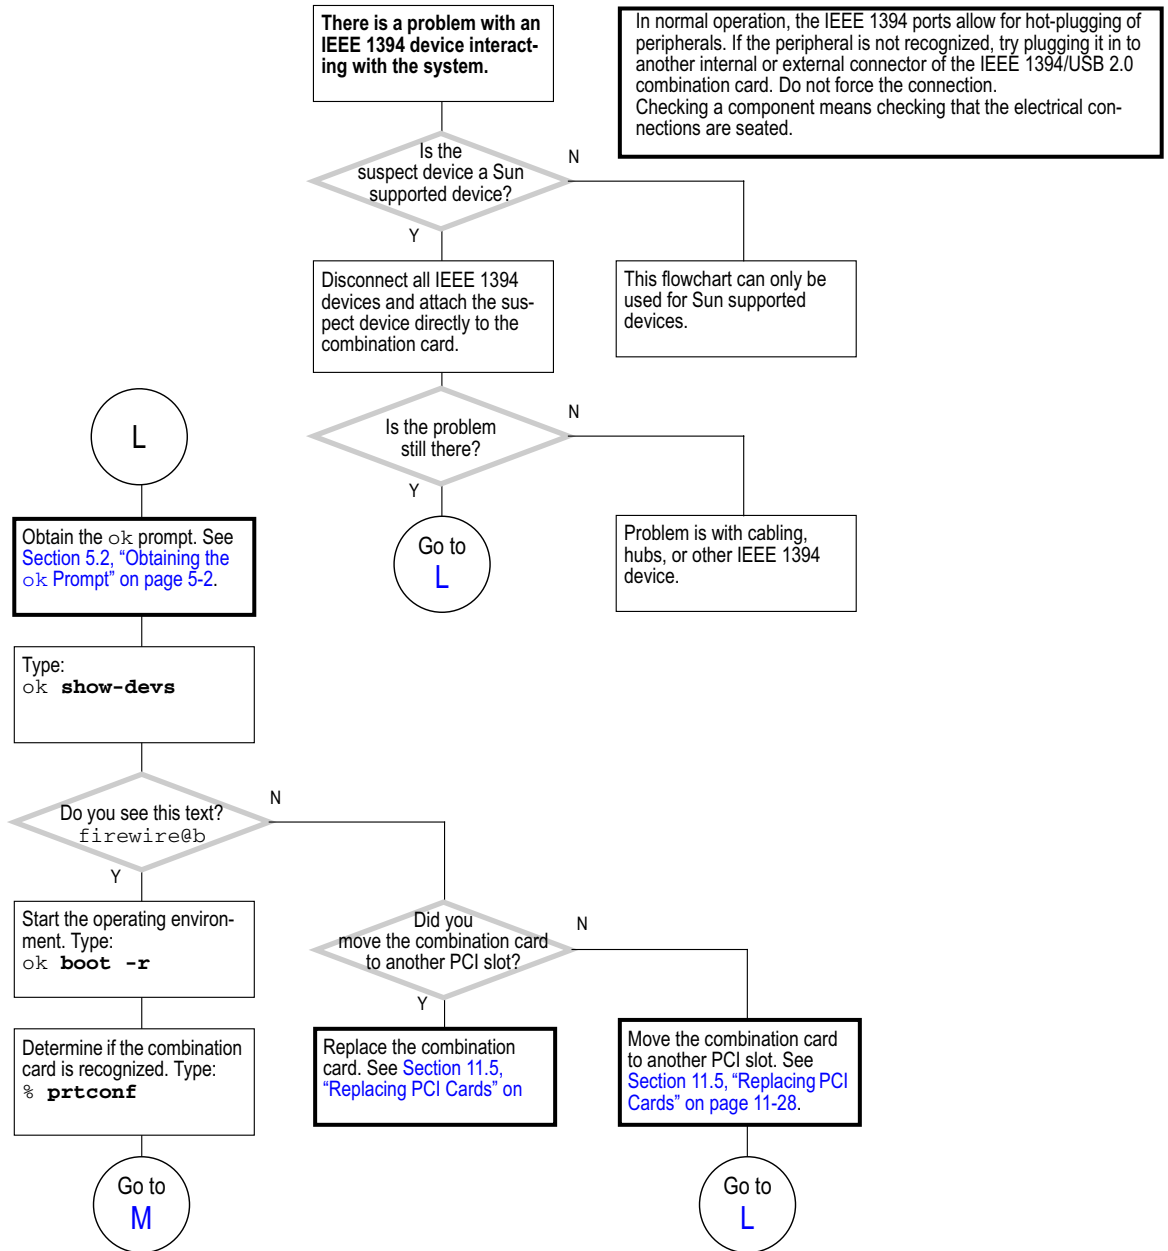 There is a problem with an
IEEE 1394 device interact-
ing with the system.
In normal operation, the IEEE 1394 ports allow for hot-plugging of
peripherals. If the peripheral is not recognized, try plugging it in to
another internal or external connector of the IEEE 1394/USB 2.0
combination card. Do not force the connection.
Checking a component means checking that the electrical con-
nections are seated.
Is the
suspect device a Sun
supported device?
N
Y
Disconnect all IEEE 1394
devices and attach the sus-
pect device directly to the
combination card.
This flowchart can only be
used for Sun supported
devices.
Is the problem
still there?
N
Y
Go to
L
Problem is with cabling,
hubs, or other IEEE 1394
device.
L
Obtain the ok prompt. See
Section 5.2, “Obtaining the
ok Prompt” on page 5-2.
Type:
ok show-devs
Do you see this text?
firewire@b
N
Y
Start the operating environ-
ment. Type:
ok boot -r
Did you
move the combination card
to another PCI slot?
N
Y
Determine if the combination
card is recognized. Type:
% prtconf
Replace the combination
card. See Section 11.5,
“Replacing PCI Cards” on
Move the combination card
to another PCI slot. See
Section 11.5, “Replacing PCI
Cards” on page 11-28.
Go to
M
Go to
L